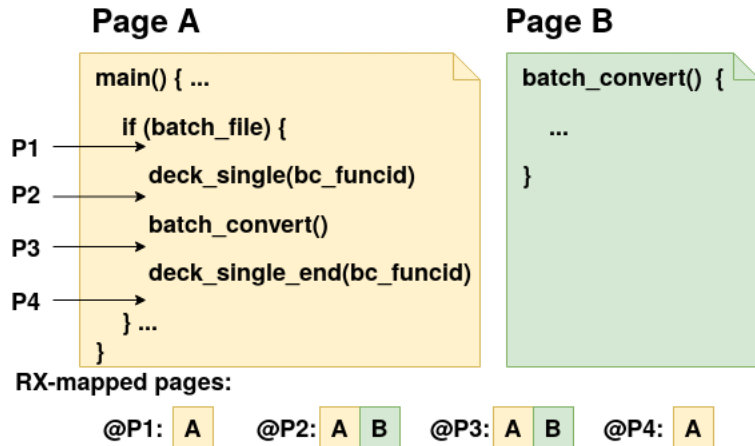 Page A
Page B
main() { ...
if (batch_file) {
P1
deck_single(bc_funcid)
P2
batch_convert()
P3
deck_single_end(bc_funcid)
P4
} ...
}
batch_convert() {
...
}
RX-mapped pages:
@P1: A @P2: A B @P3: A B @P4: A